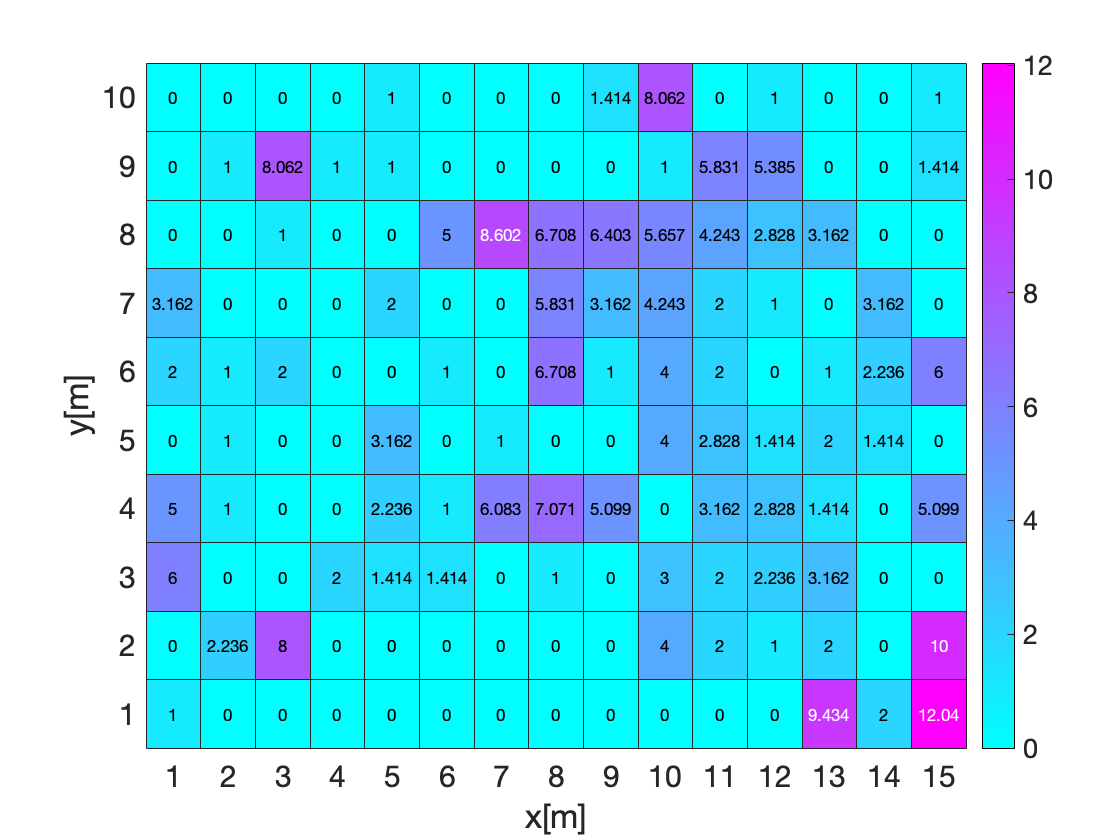 12
10 0 0 0 0 1 0 0 0 1.414 8.062 0 1 0 0 1
10
9 0 1 8.062 1 1 0 0 0 0 1 5.831 5.385 0 0 1.414
8 0 0 1 0 0 5 8.602 6.708 6.403 5.657 4.243 2.828 3.162 0 0
8
7 3.162 0 0 0 2 0 0 5.831 3.162 4.243 2 1 0 3.162 0
6 2 1 2 0 0 1 0 6.708 1 4 2 0 1 2.236 6
6
y[m]
5 0 1 0 0 3.162 0 1 0 0 4 2.828 1.414 2 1.414 0
4 5 1 0 0 2.236 1 6.083 7.071 5.099 0 3.162 2.828 1.414 0 5.099
4
3 6 0 0 2 1.414 1.414 0 1 0 3 2 2.236 3.162 0 0
2
2 0 2.236 8 0 0 0 0 0 0 4 2 1 2 0 10
1 1 0 0 0 0 0 0 0 0 0 0 0 9.434 2 12.04
0
1 2 3 4 5 6 7 8 9 10 11 12 13 14 15
x[m]